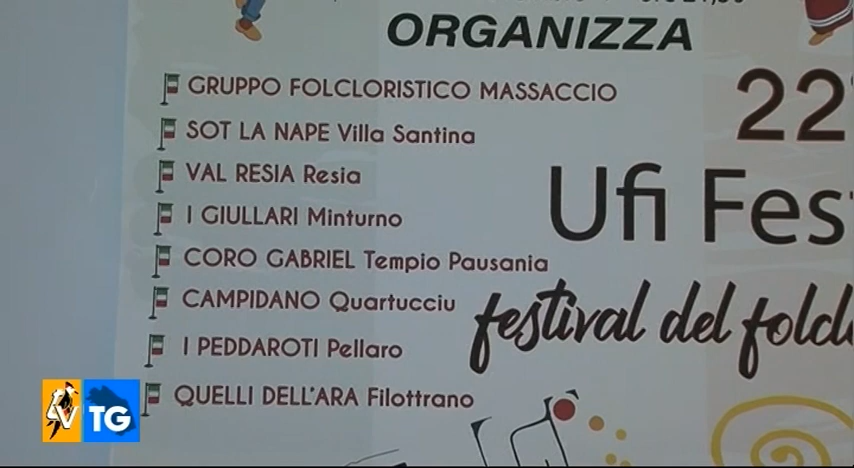 ORGANIZZA
GRUPPO FOLCLORISTICO MASSACCIO
SOT LA NAPE Villa Santina
VAL RESIA Resia
I GIULLARI Minturno
CORO GABRIEL Tempio Pausania
CAMPIDANO Quartucciu
I PEDDAROTI Pellaro
QUELLI DELL'ARA Filottrano
22°
Ufi Fes
festival del folc
V TG